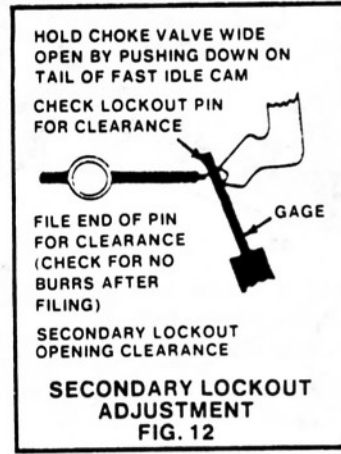 HOLD CHOKE VALVE WIDE
OPEN BY PUSHING DOWN ON
TAIL OF FAST IDLE CAM
CHECK LOCKOUT PIN
FOR CLEARANCE
GAGE
FILE END OF PIN
FOR CLEARANCE
(CHECK FOR NO
BURRS AFTER
FILING)
SECONDARY LOCKOUT
OPENING CLEARANCE
SECONDARY LOCKOUT
ADJUSTMENT
FIG. 12